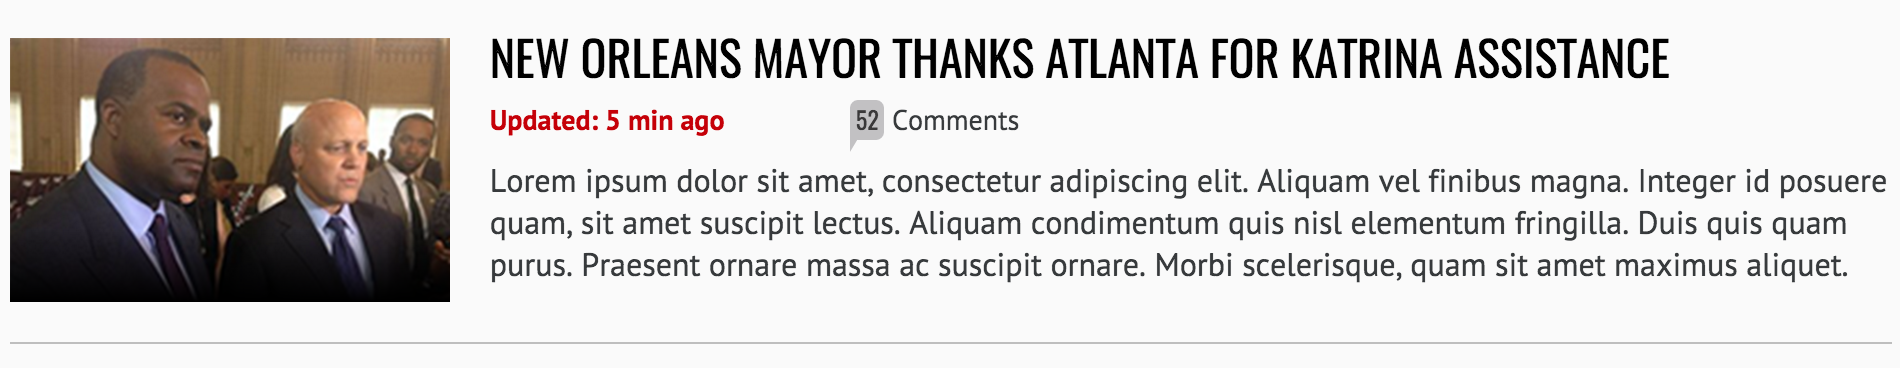 NEW ORLEANS MAYOR THANKS ATLANTA FOR KATRINA ASSISTANCE
Updated: 5 min ago 52 Comments
Lorem ipsum dolor sit amet, consectetur adipiscing elit. Aliquam vel finibus magna. Integer id posuere
quam, sit amet suscipit lectus. Aliquam condimentum quis nisl elementum fringilla. Duis quis quam
purus. Praesent ornare massa ac suscipit ornare. Morbi scelerisque, quam sit amet maximus aliquet.